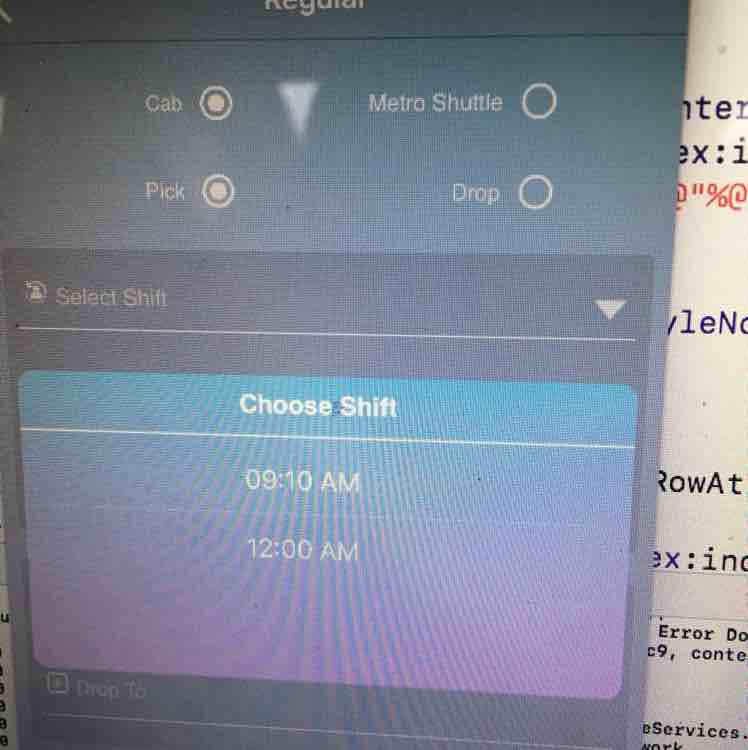 Regular
Cab
Metro Shuttle
Pick
Drop
Select Shift
Choose Shift
09:10 AM
12:00 AM
Drop To
ex:i
@"%@
yleNo
RowAt
ex:ind
Error Do
c9, conte
eServices.
work